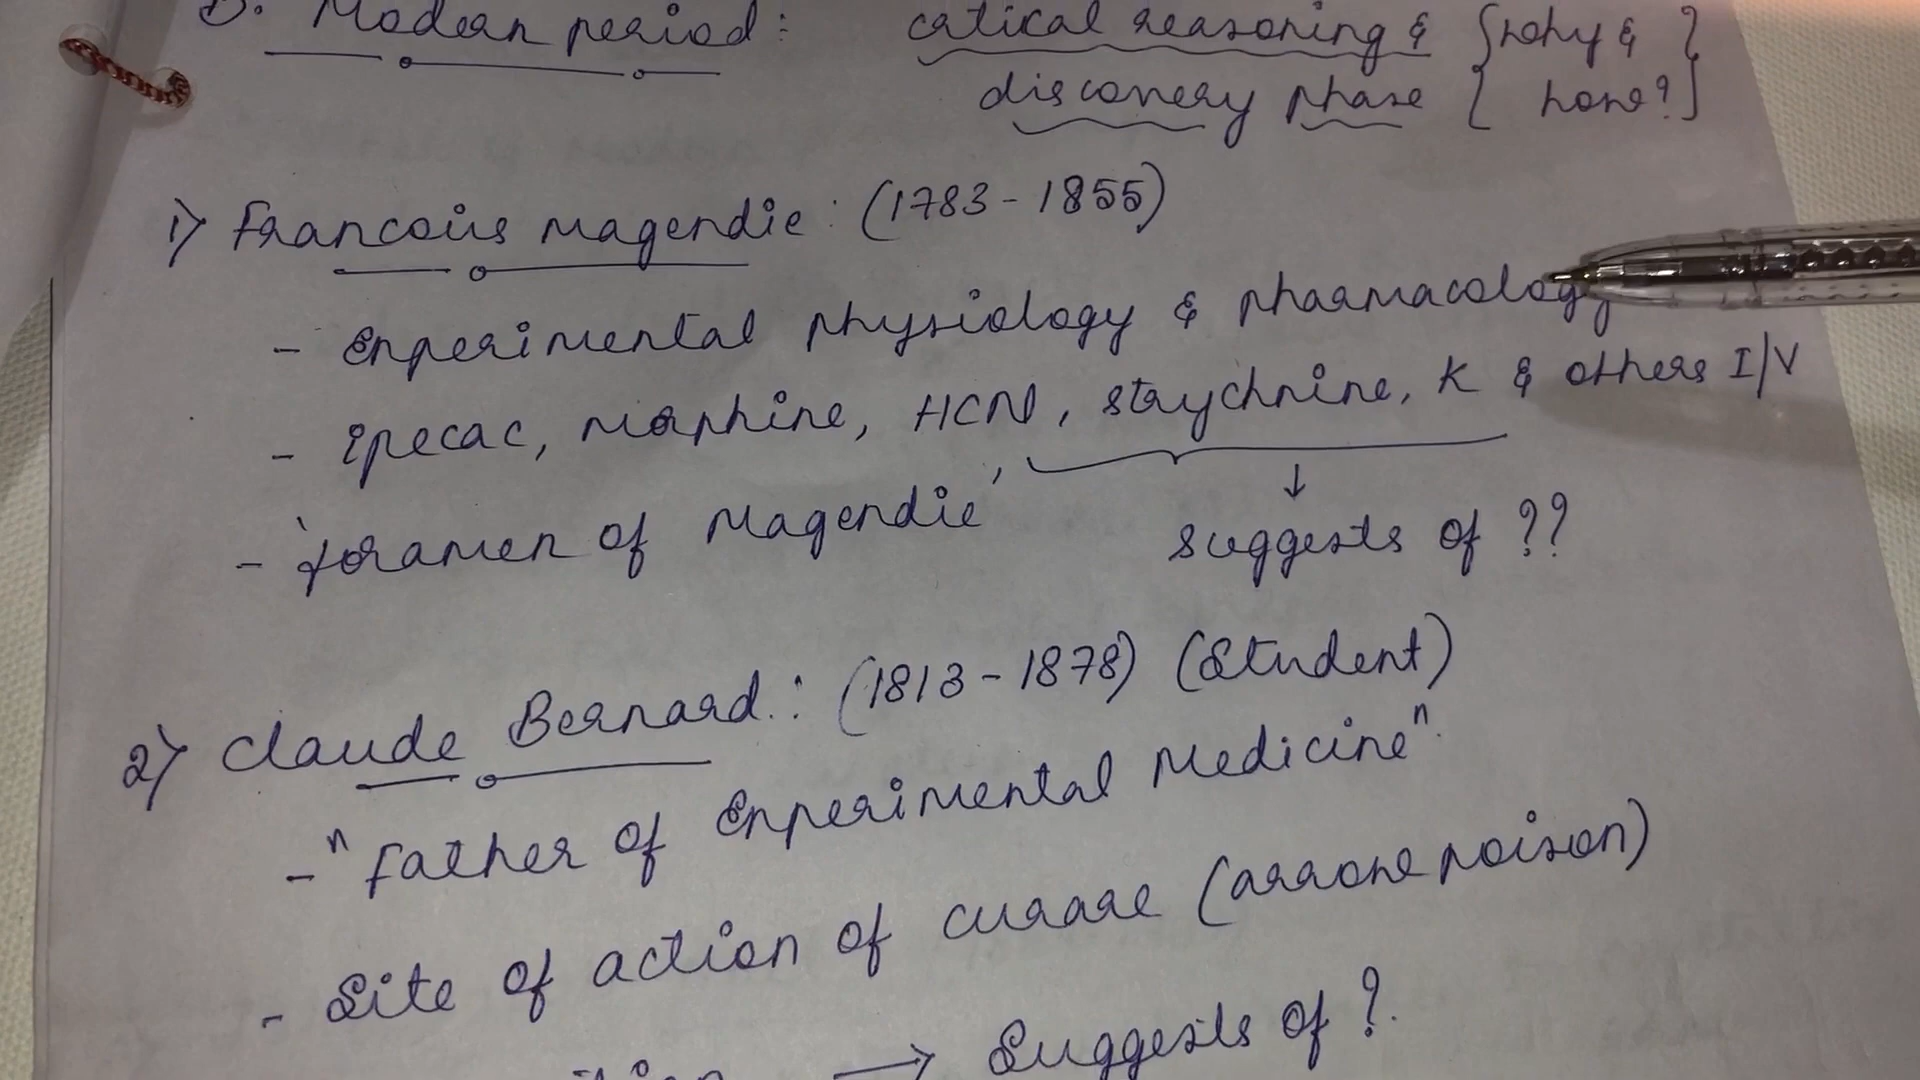 D. Modern period: critical reasoning & {why &}
discovery phase { how?]
1) Francoius magendie: (1783-1855)
- Experimental physiology & pharmacology
- Ipecac, Morphine, HCN, strychnine, K & others I/V
- 'foramen of Magendie' ↓
suggests of ??
2) Claude Bernard.: (1813-1878) (Student)
- "Father of Experimental Medicine".
- Site of action of curare (arrow poison)
→ Suggests of ?